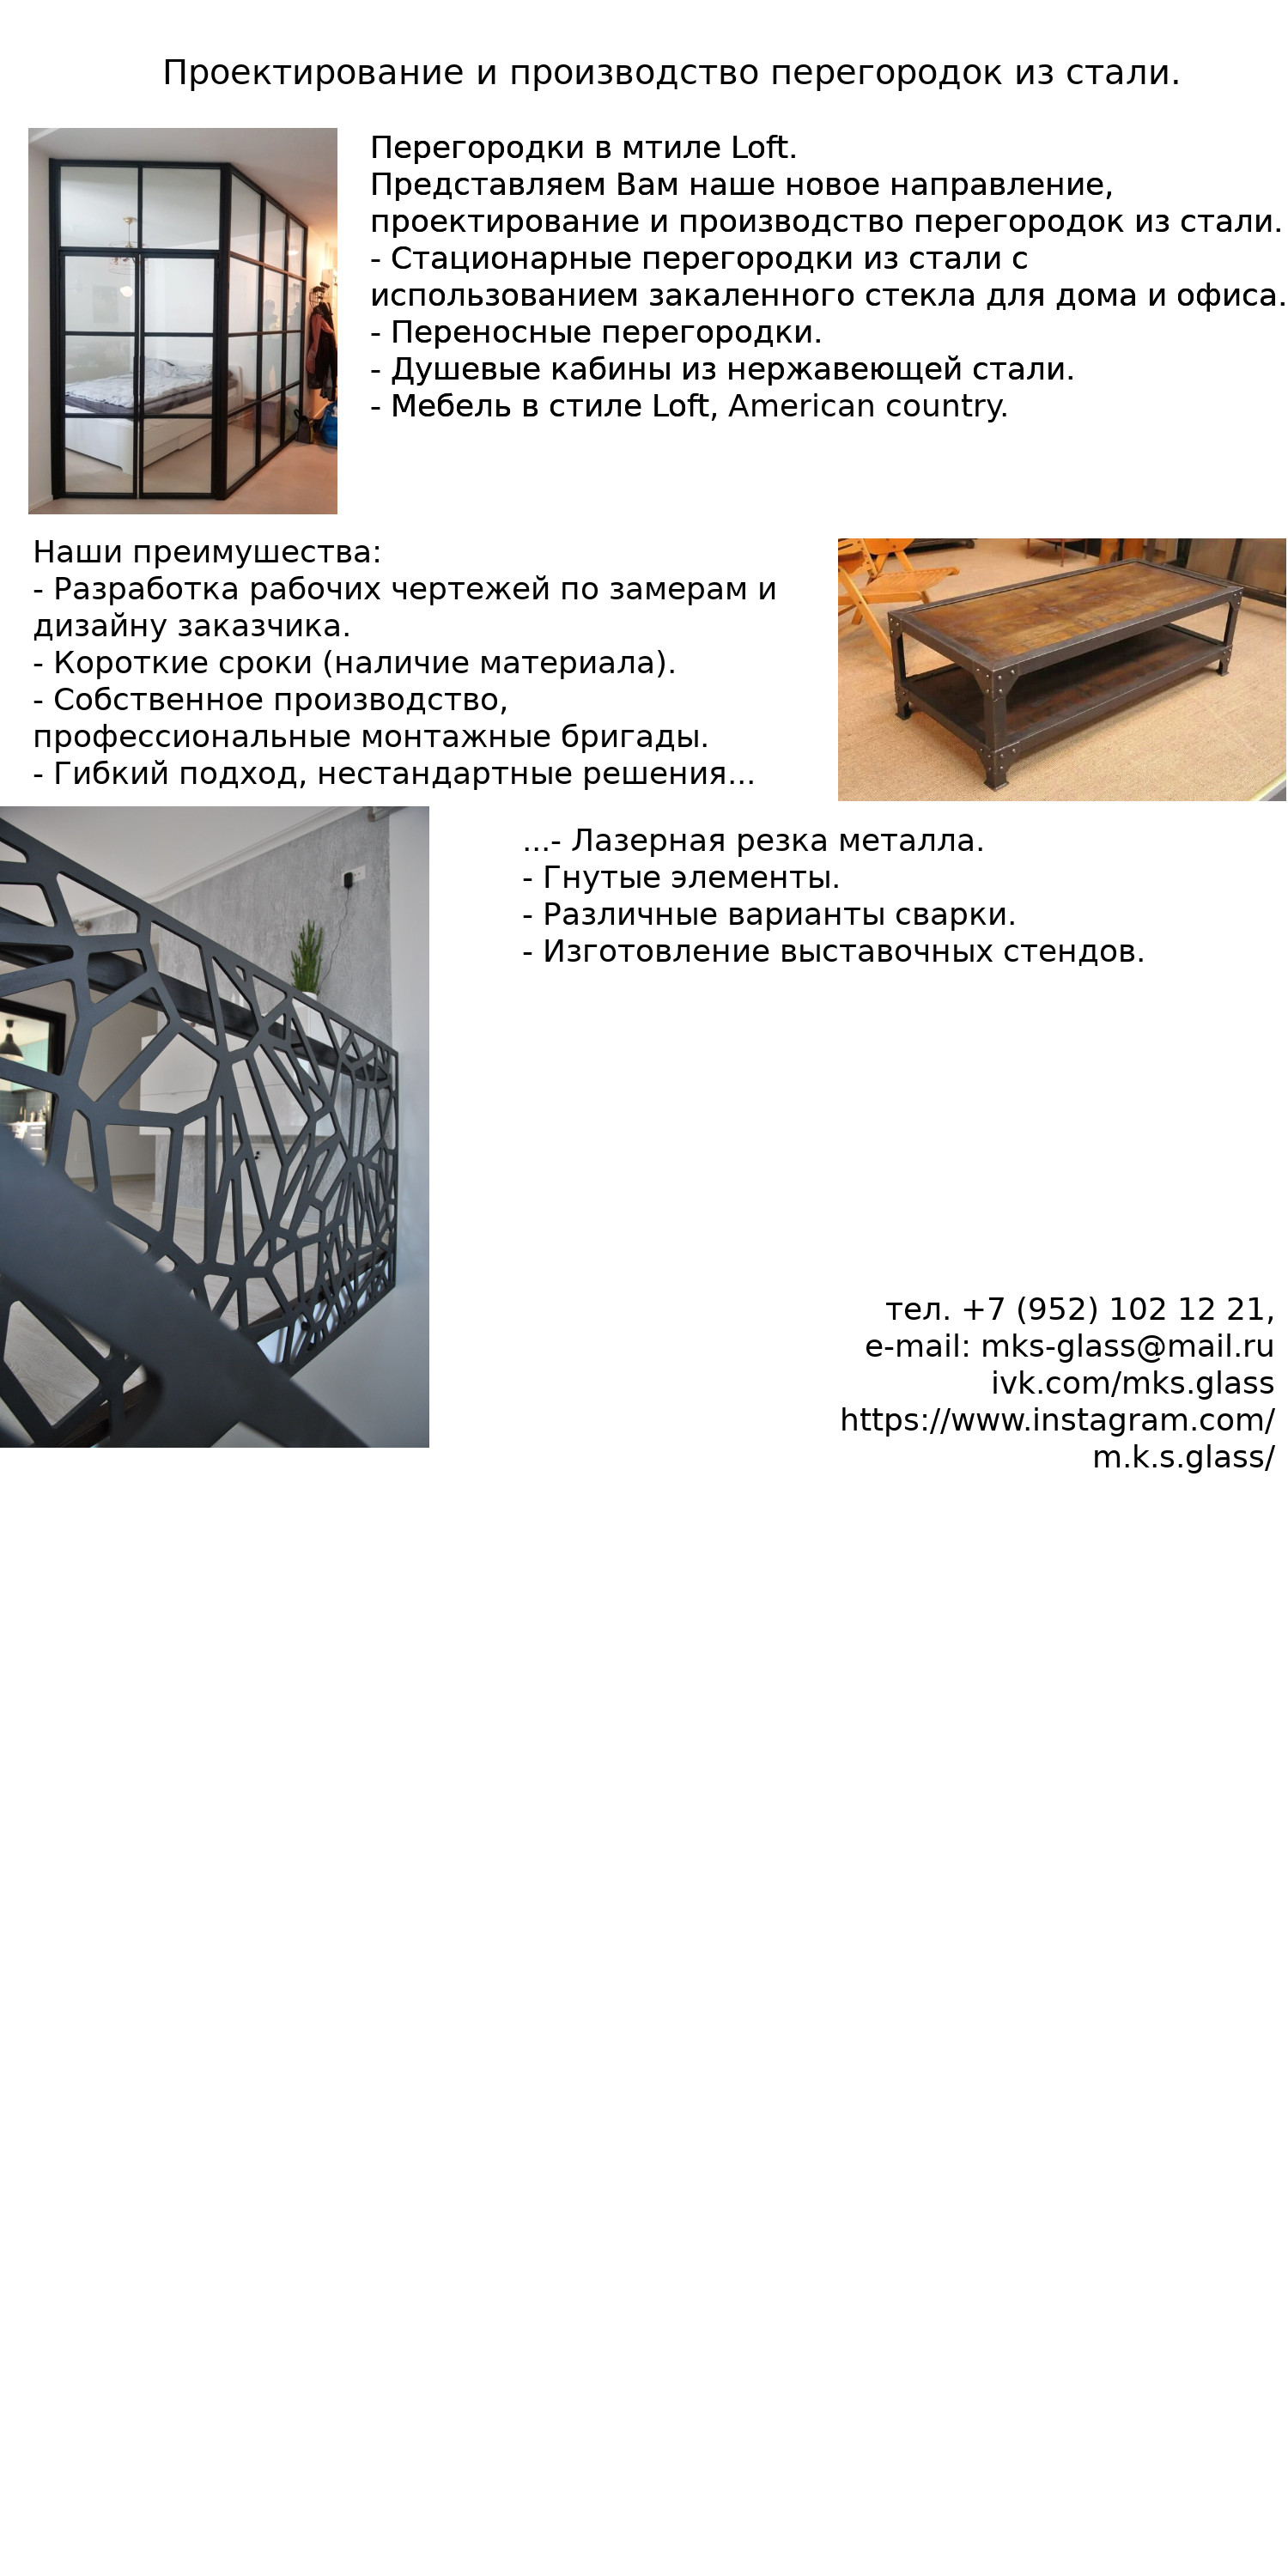 Проектирование и производство перегородок из стали.
Перегородки в мтиле Loft.
Представляем Вам наше новое направление,
проектирование и производство перегородок из стали.
- Стационарные перегородки из стали с
использованием закаленного стекла для дома и офиса.
- Переносные перегородки.
- Душевые кабины из нержавеющей стали.
- Мебель в стиле Loft, American country.
Наши преимушества:
- Разработка рабочих чертежей по замерам и
дизайну заказчика.
- Короткие сроки (наличие материала).
- Собственное производство,
профессиональные монтажные бригады.
- Гибкий подход, нестандартные решения...
...- Лазерная резка металла.
- Гнутые элементы.
- Различные варианты сварки.
- Изготовление выставочных стендов.
тел. +7 (952) 102 12 21,
e-mail: mks-glass@mail.ru
ivk.com/mks.glass
https://www.instagram.com/
m.k.s.glass/